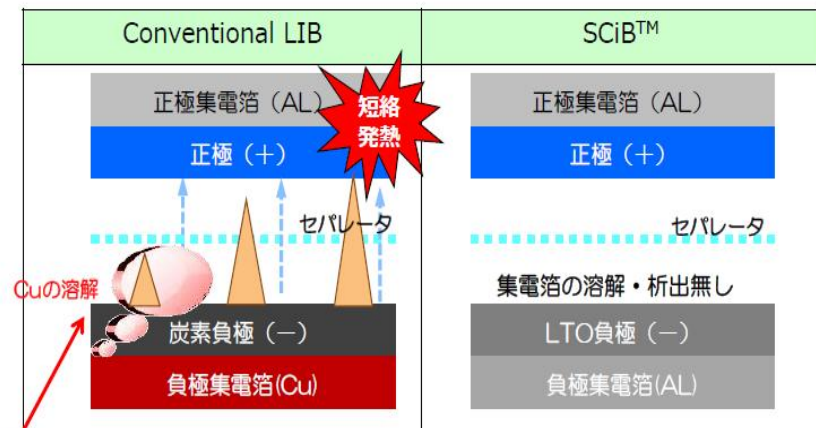 Conventional LIB
SCiB™
正極集電箔（AL）
短絡
発熱
正極（+）
セパレータ
Cuの溶解
炭素負極（－）
負極集電箔(Cu)
正極集電箔（AL）
正極（+）
セパレータ
集電箔の溶解・析出無し
LTO負極（－）
負極集電箔(AL)